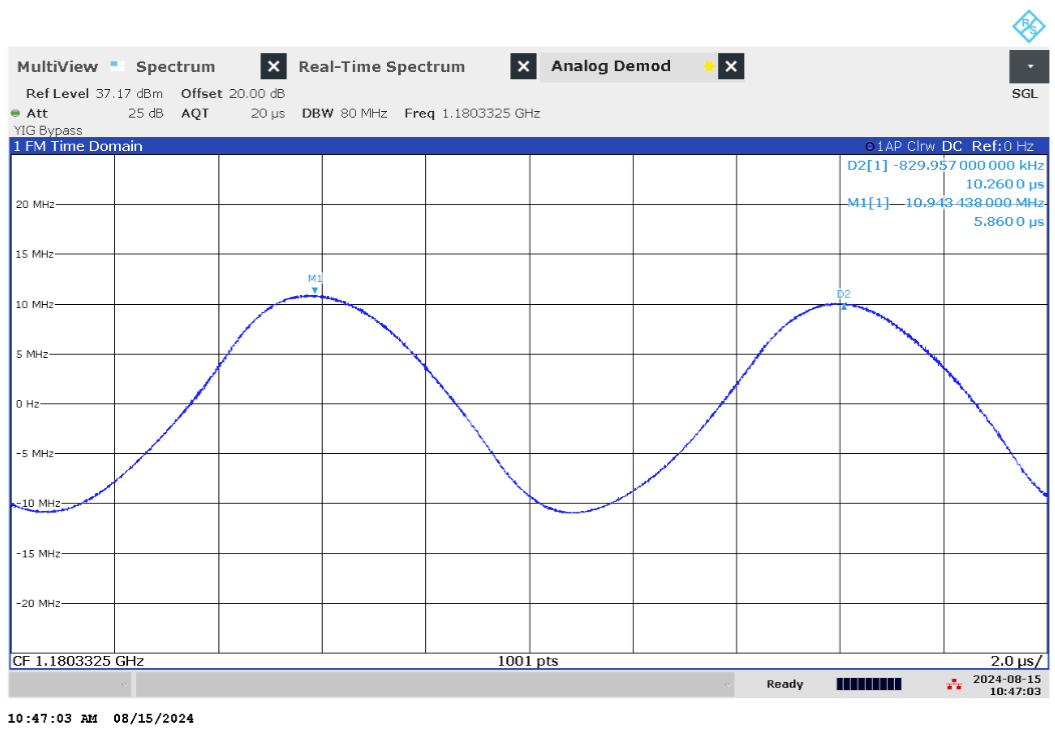 R&S
MultiView Spectrum Real-Time Spectrum Analog Demod
Ref Level 37.17 dBm Offset 20.00 dB SGL
Att 25 dB AQT 20 µs DBW 80 MHz Freq 1.1803325 GHz
YIG Bypass
1 FM Time Domain 1AP Clrw DC Ref:0 Hz
D2[1] -829.957 000 000 kHz
10.260 0 µs
20 MHz M1[1] 10.943 438 000 MHz
5.860 0 µs
15 MHz
M1
D2
10 MHz
5 MHz
0 Hz
-5 MHz
-10 MHz
-15 MHz
-20 MHz
CF 1.1803325 GHz 1001 pts 2.0 µs/
Ready 2024-08-15
10:47:03
10:47:03 AM 08/15/2024